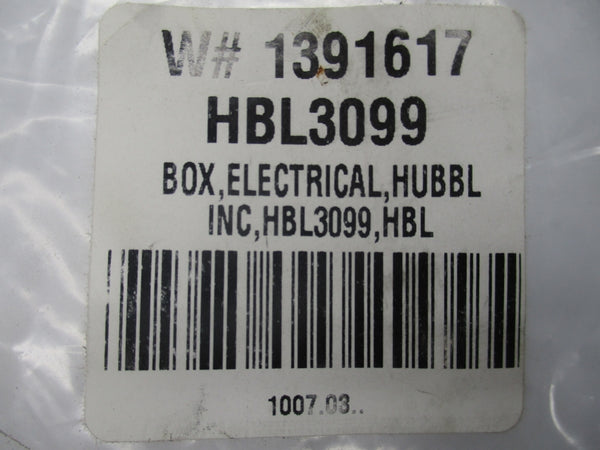 W# 1391617
HBL3099
BOX,ELECTRICAL,HUBBL
INC,HBL3099,HBL
1007.03..